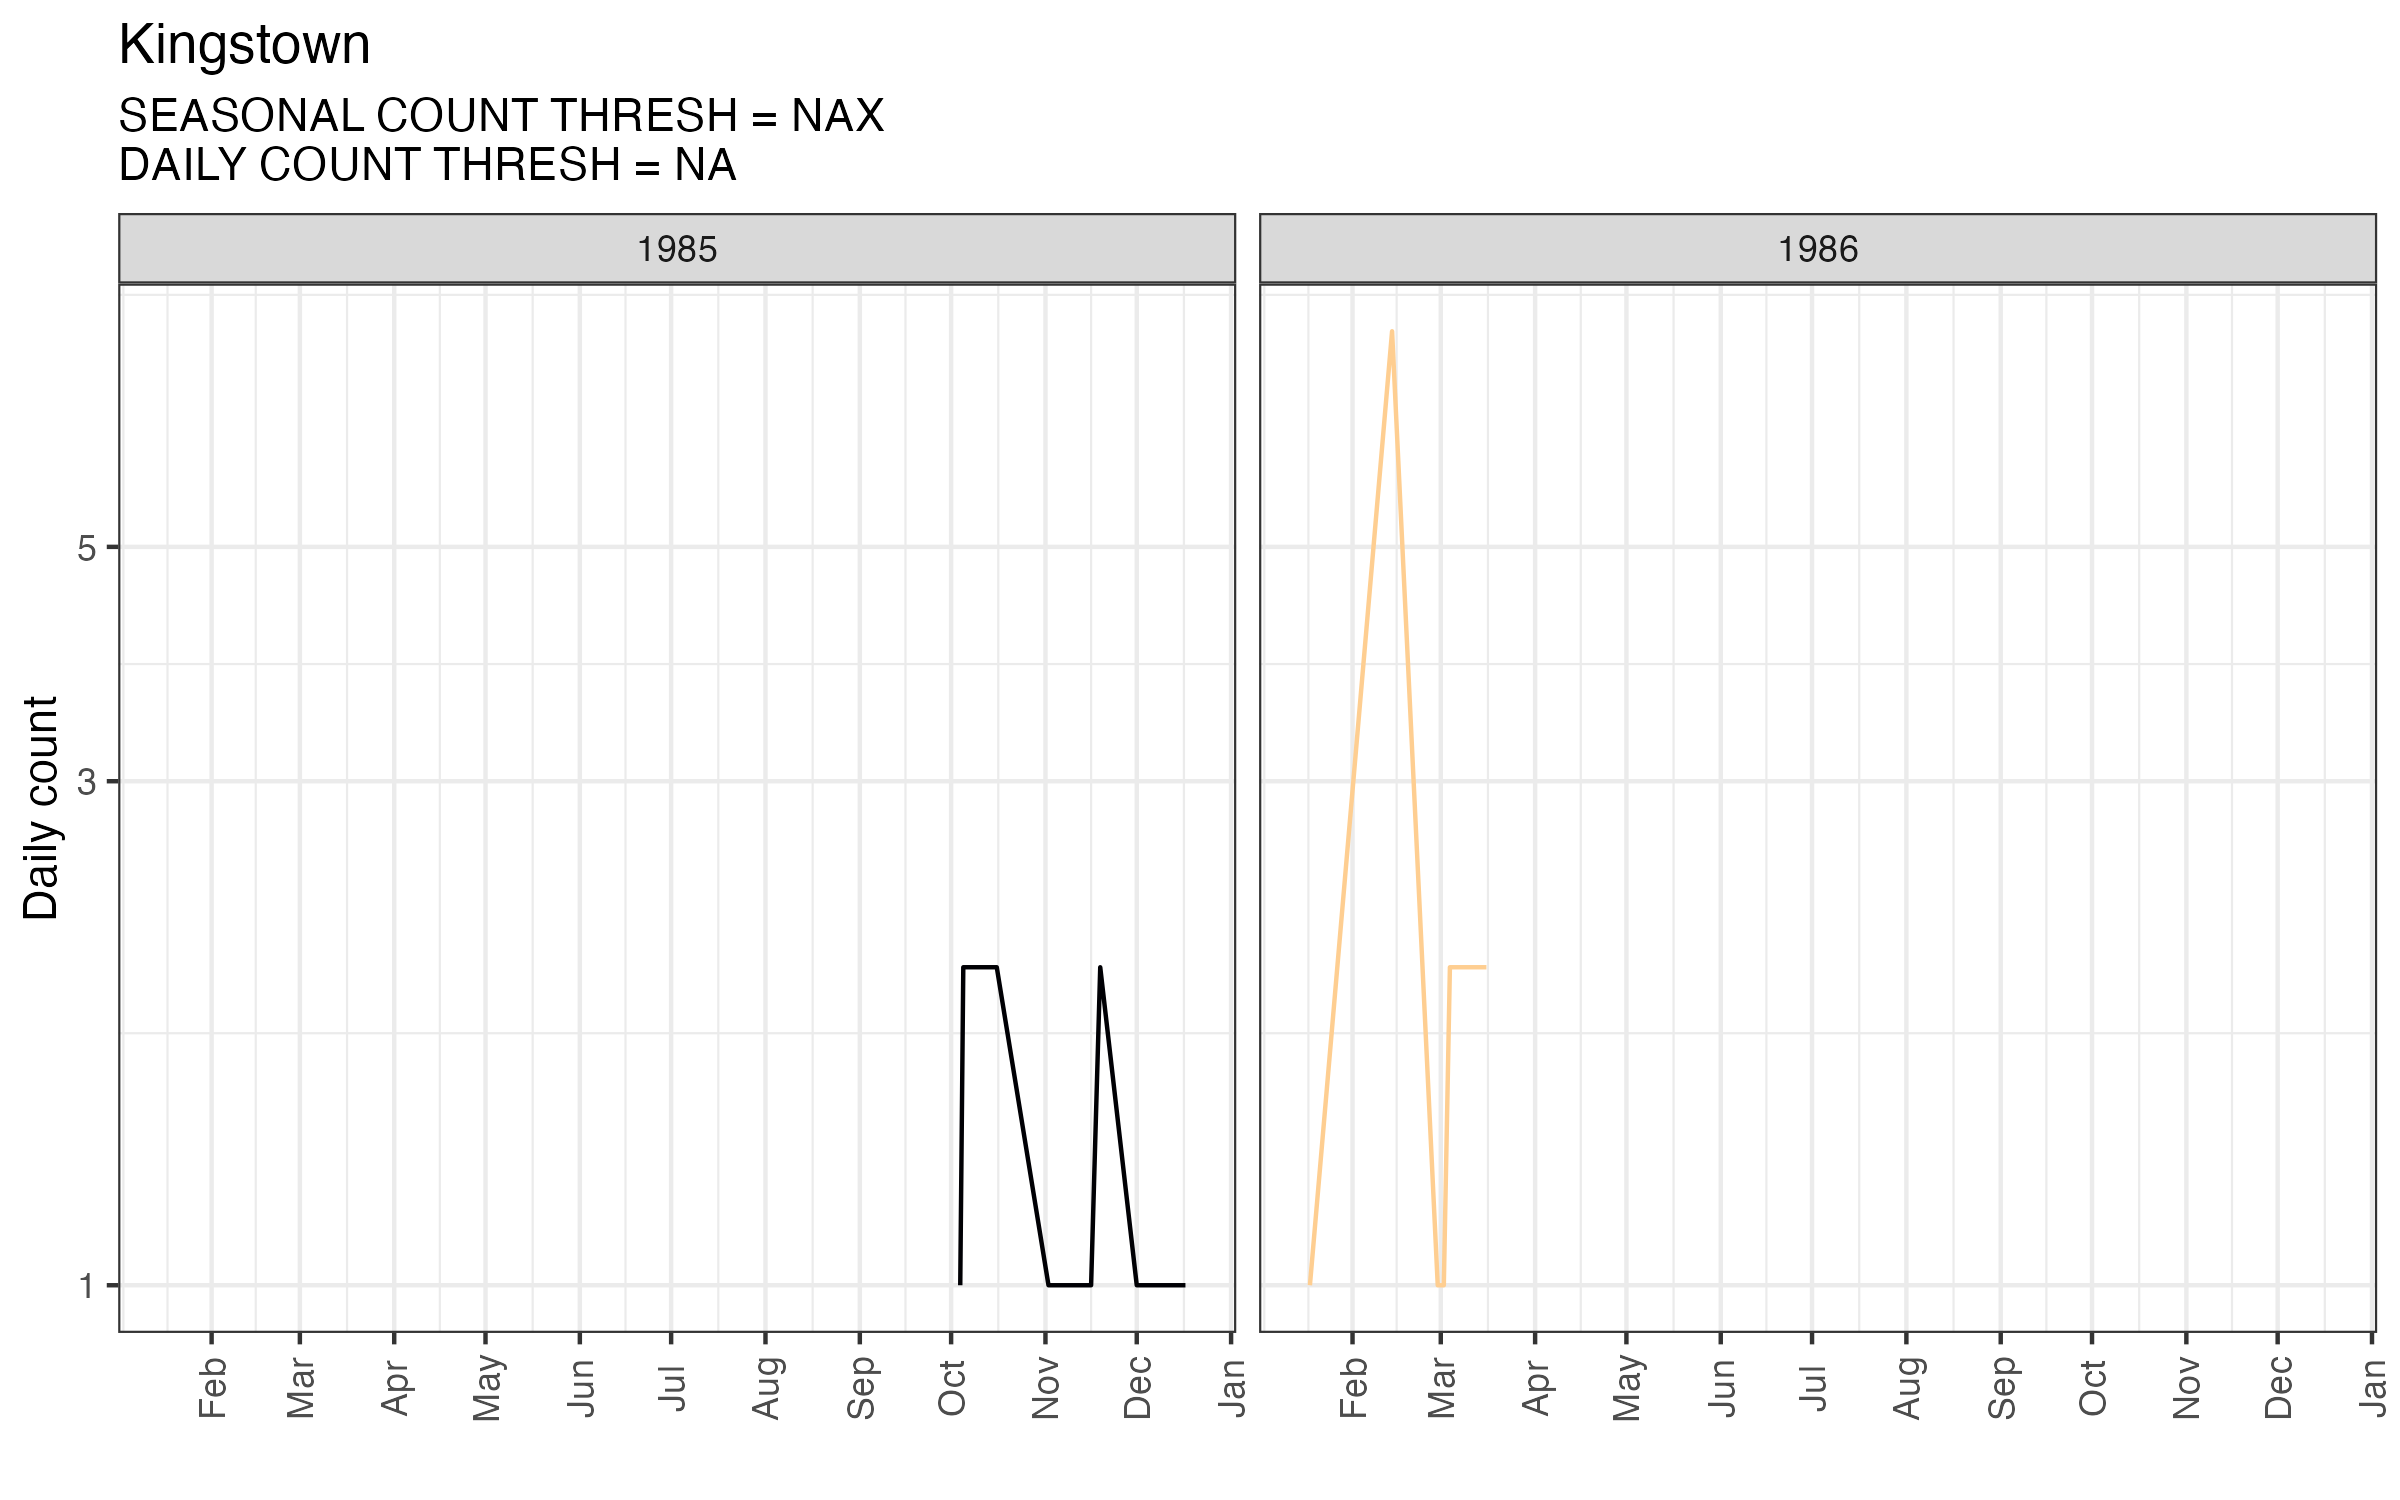 Kingstown
SEASONAL COUNT THRESH = NAX
DAILY COUNT THRESH = NA
1985
1986
Daily count
5
3
1
Feb
Mar
Apr
May
Jun
Jul
Aug
Sep
Oct
Nov
Dec
Jan
Feb
Mar
Apr
May
Jun
Jul
Aug
Sep
Oct
Nov
Dec
Jan